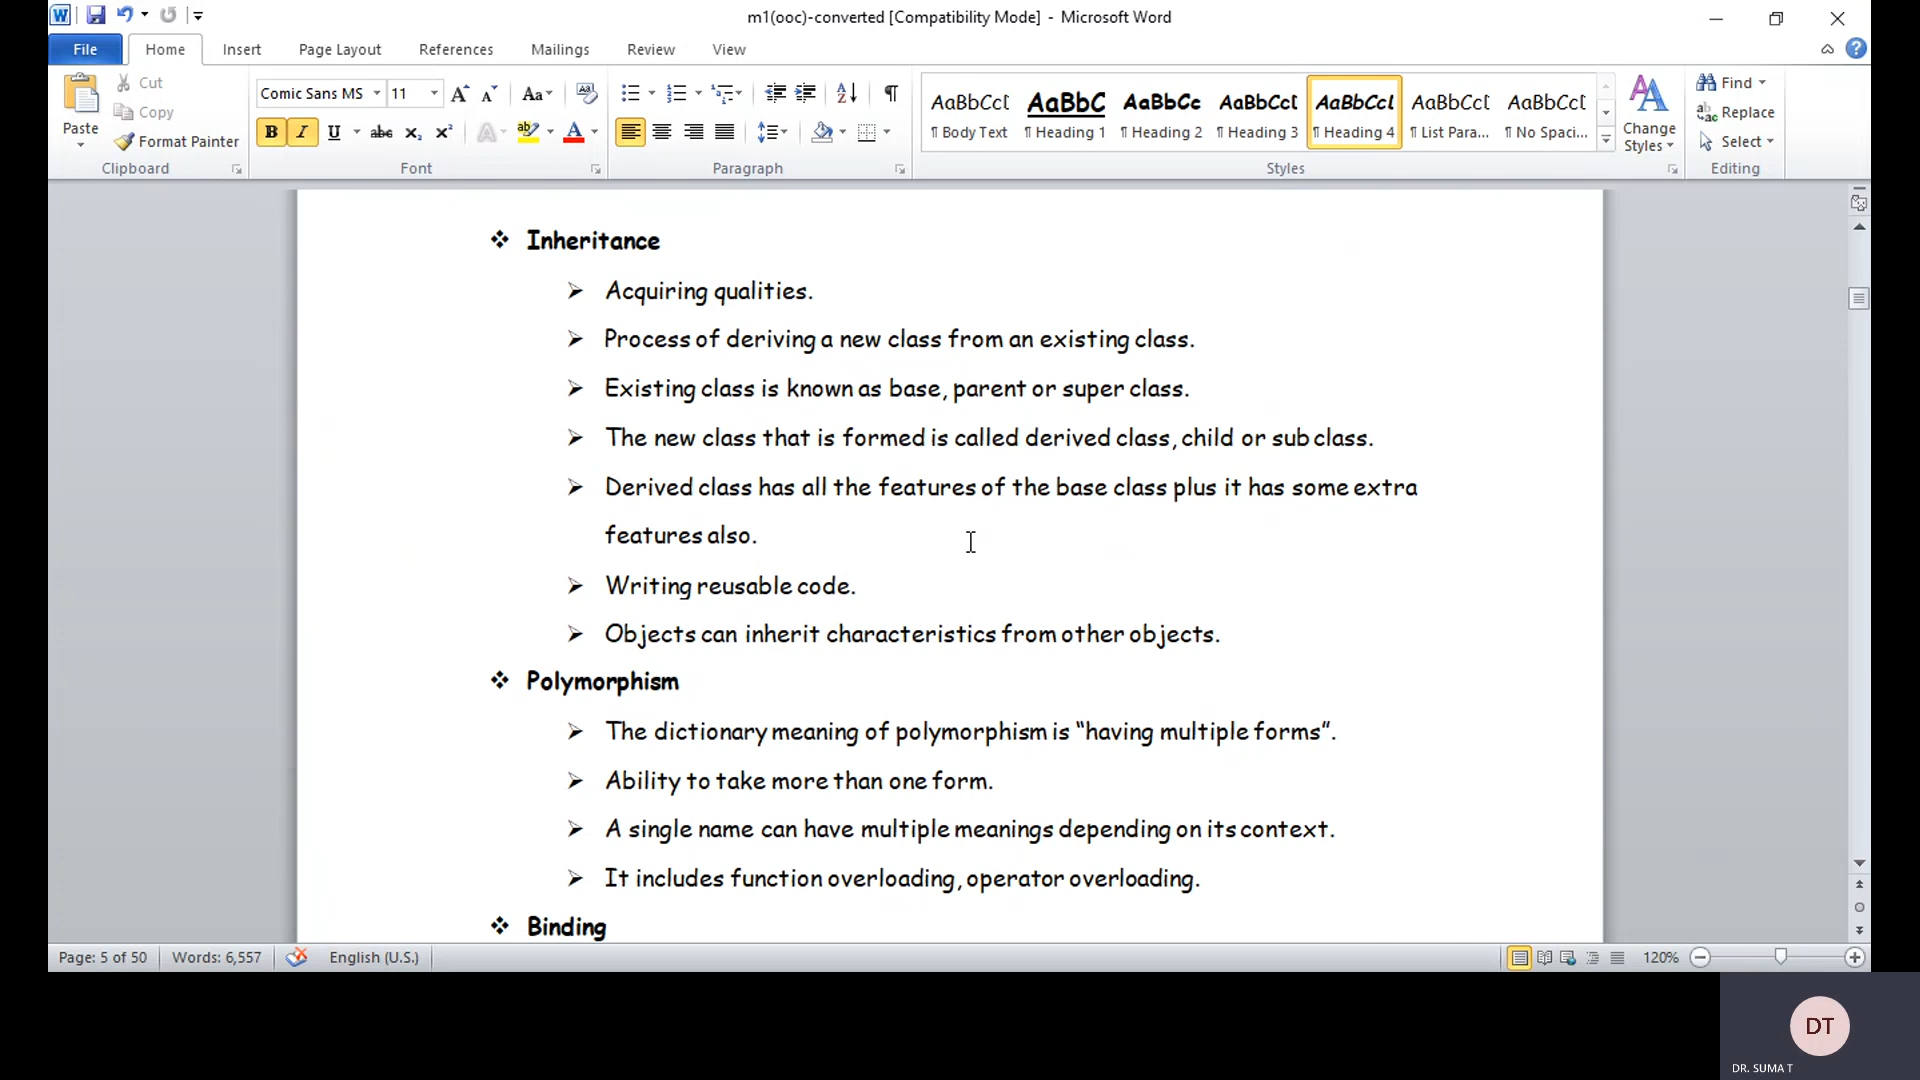 m1(ooc)-converted [Compatibility Mode] - Microsoft Word
File Home Insert Page Layout References Mailings Review View
Paste
Cut
Copy
Format Painter
Clipboard
Comic Sans MS 11
Font
Paragraph
AaBbCcI AaBbC AaBbCc AaBbCcI AaBbCcL AaBbCcI AaBbCcI
¶ Body Text ¶ Heading 1 ¶ Heading 2 ¶ Heading 3 ¶ Heading 4 ¶ List Para... ¶ No Spaci...
Change
Styles
Styles
Find
Replace
Select
Editing
❖ Inheritance
➢ Acquiring qualities.
➢ Process of deriving a new class from an existing class.
➢ Existing class is known as base, parent or super class.
➢ The new class that is formed is called derived class, child or sub class.
➢ Derived class has all the features of the base class plus it has some extra
features also.
➢ Writing reusable code.
➢ Objects can inherit characteristics from other objects.
❖ Polymorphism
➢ The dictionary meaning of polymorphism is “having multiple forms”.
➢ Ability to take more than one form.
➢ A single name can have multiple meanings depending on its context.
➢ It includes function overloading, operator overloading.
❖ Binding
Page: 5 of 50 Words: 6,557 English (U.S.) 120%
DT
DR. SUMA T